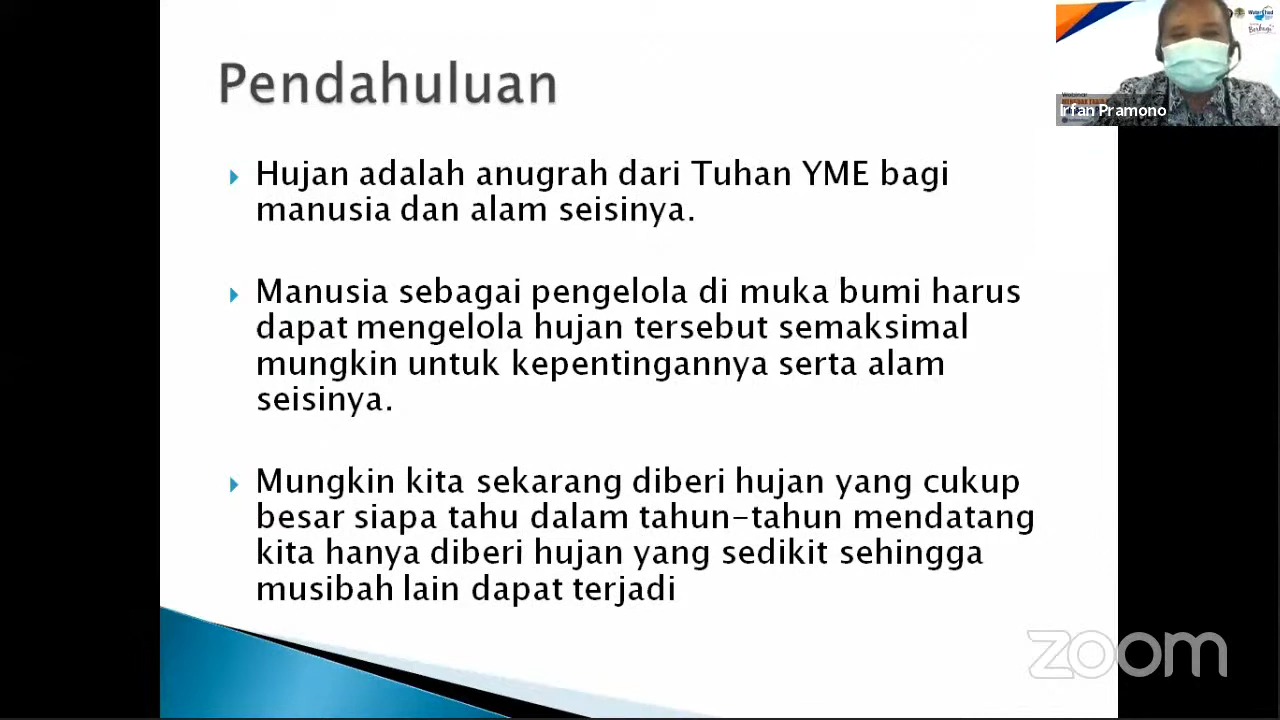 Pendahuluan
Hujan adalah anugrah dari Tuhan YME bagi
manusia dan alam seisinya.
Manusia sebagai pengelola di muka bumi harus
dapat mengelola hujan tersebut semaksimal
mungkin untuk kepentingannya serta alam
seisinya.
Mungkin kita sekarang diberi hujan yang cukup
besar siapa tahu dalam tahun-tahun mendatang
kita hanya diberi hujan yang sedikit sehingga
musibah lain dapat terjadi
Webinar
Irfan Pramono
zoom